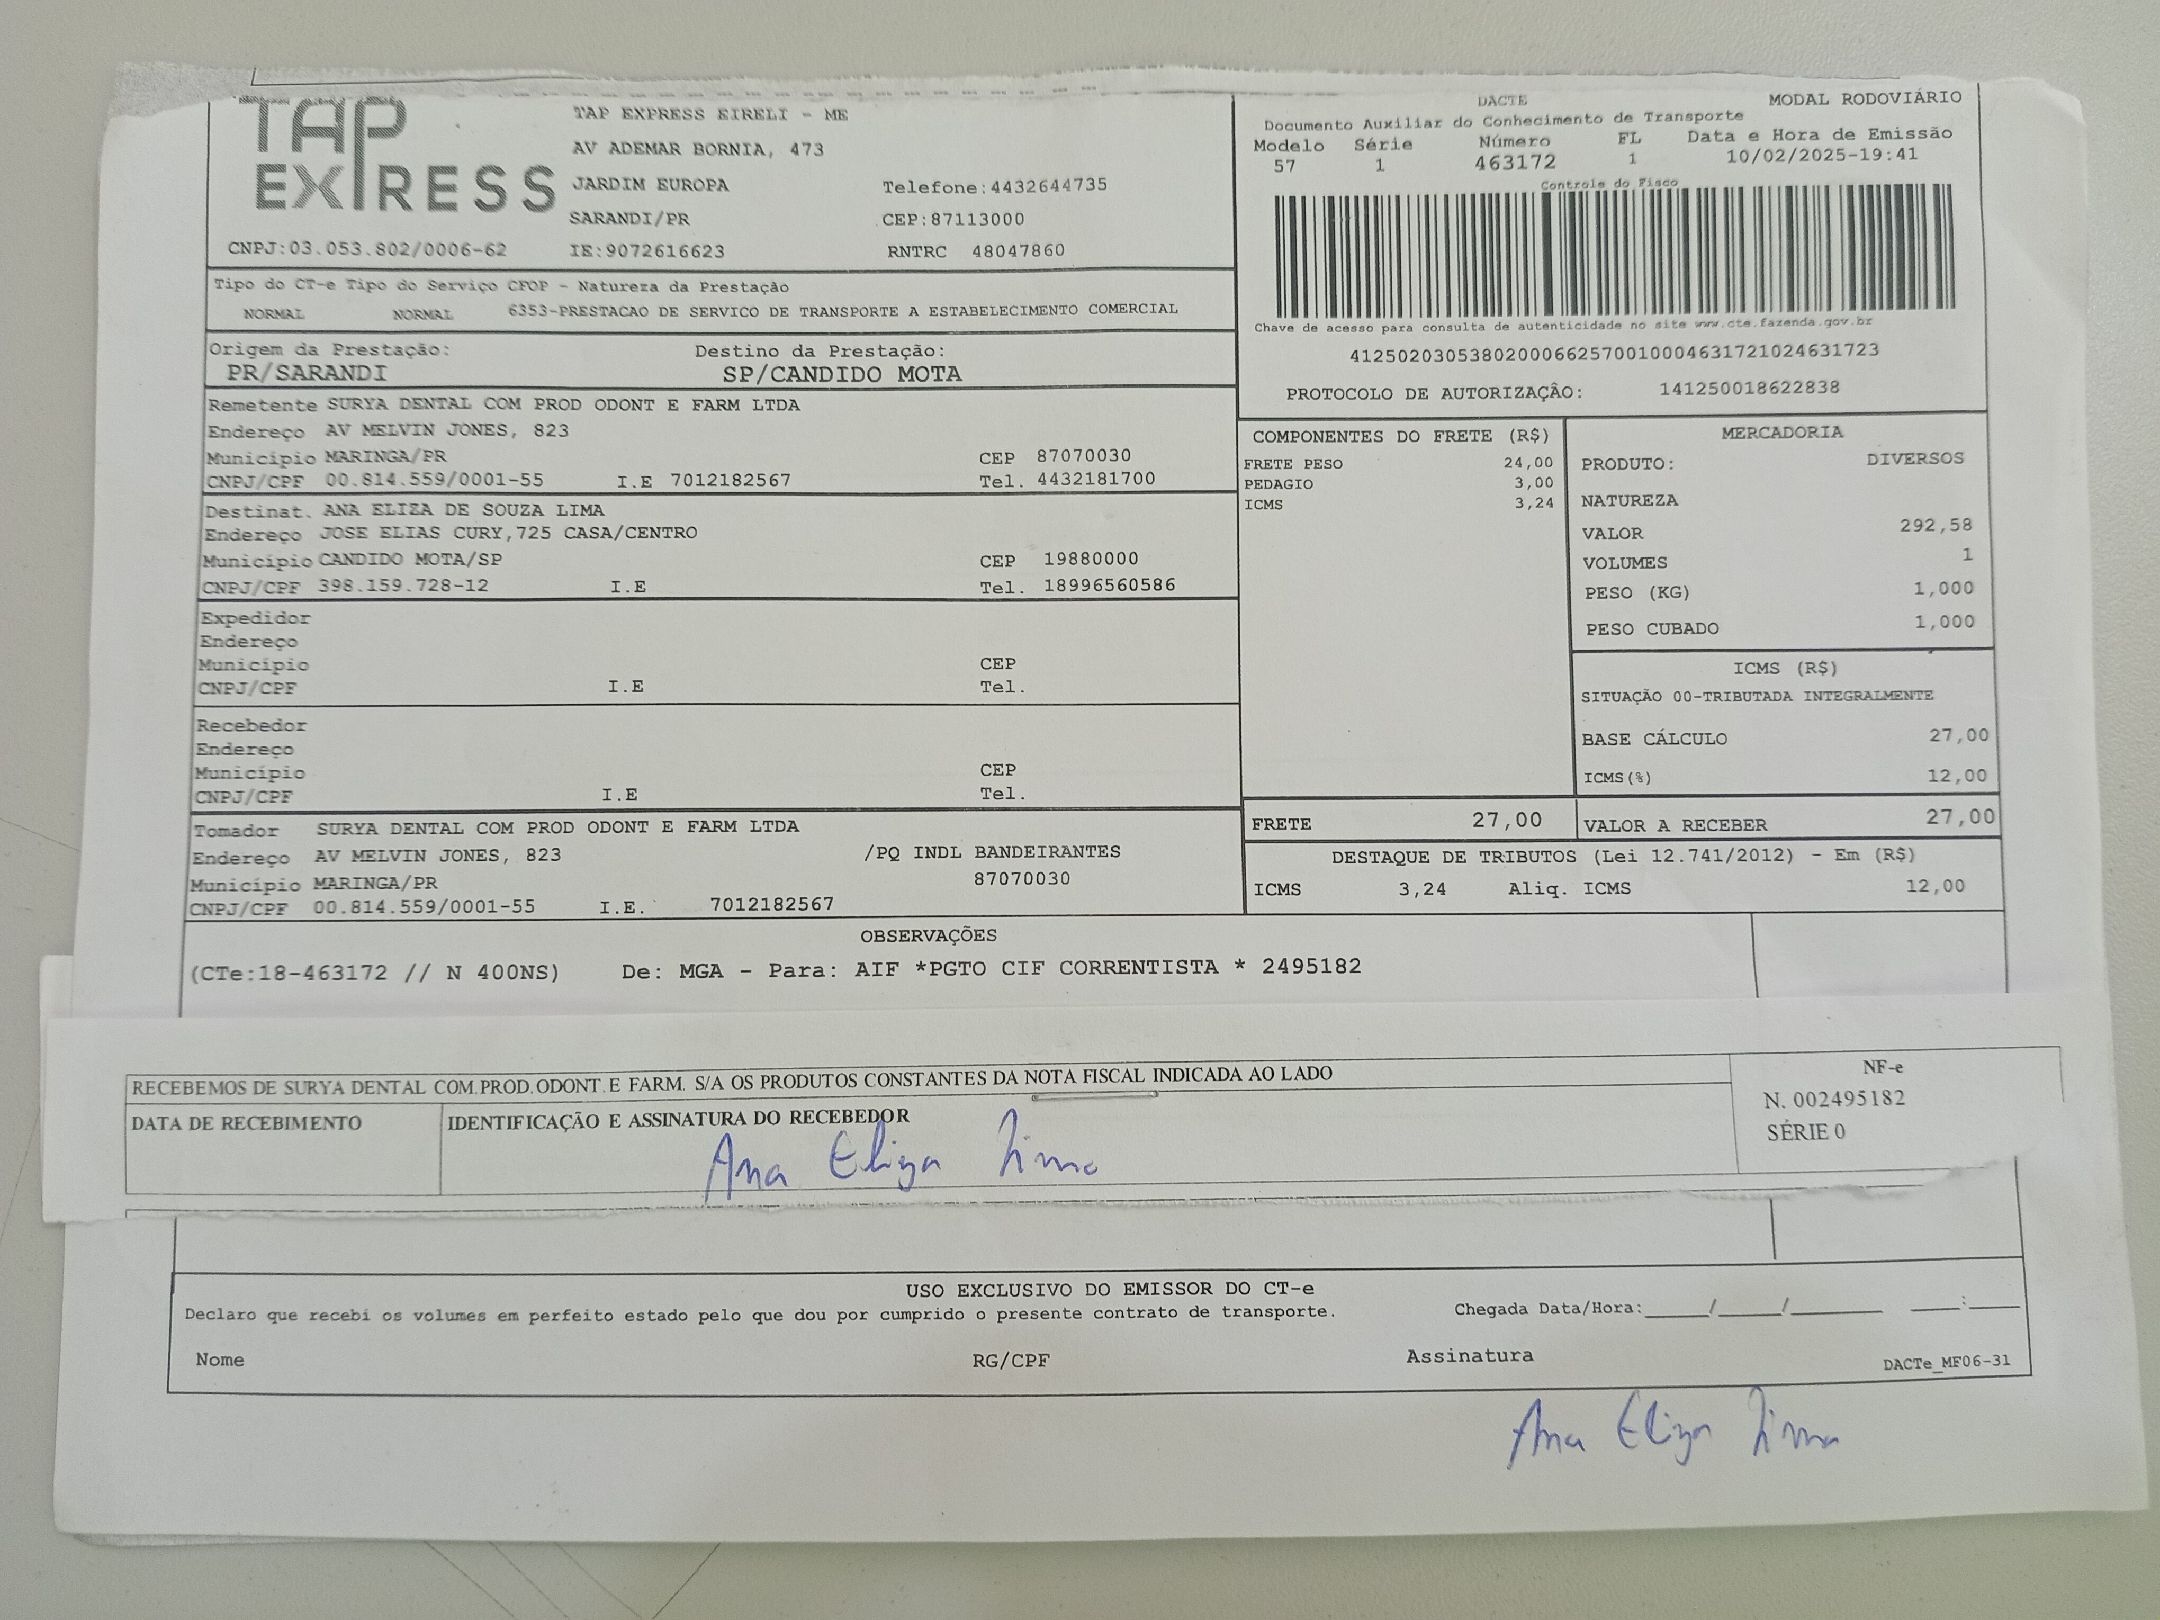 TAP
EXPRESS
TAP EXPRESS EIRELI - ME
AV ADEMAR BORNIA, 473
JARDIM EUROPA Telefone:4432644735
SARANDI/PR CEP:87113000
CNPJ:03.053.802/0006-62 IE:9072616623 RNTRC 48047860
DACTE MODAL RODOVIÁRIO
Documento Auxiliar do Conhecimento de Transporte
Modelo Série Número FL Data e Hora de Emissão
57 1 463172 1 10/02/2025-19:41
Controle do Fisco
Chave de acesso para consulta de autenticidade no site www.cte.fazenda.gov.br
41250203053802000662570010004631721024631723
PROTOCOLO DE AUTORIZAÇÂO: 141250018622838
Tipo do CT-e Tipo do Serviço CFOP - Natureza da Prestação
NORMAL NORMAL 6353-PRESTACAO DE SERVICO DE TRANSPORTE A ESTABELECIMENTO COMERCIAL
Origem da Prestação: Destino da Prestação:
PR/SARANDI SP/CANDIDO MOTA
Remetente SURYA DENTAL COM PROD ODONT E FARM LTDA
Endereço AV MELVIN JONES, 823
Município MARINGA/PR CEP 87070030
CNPJ/CPF 00.814.559/0001-55 I.E 7012182567 Tel. 4432181700
Destinat. ANA ELIZA DE SOUZA LIMA
Endereço JOSE ELIAS CURY,725 CASA/CENTRO
Município CANDIDO MOTA/SP CEP 19880000
CNPJ/CPF 398.159.728-12 I.E Tel. 18996560586
Expedidor
Endereço
Município CEP
CNPJ/CPF I.E Tel.
Recebedor
Endereço
Município CEP
CNPJ/CPF I.E Tel.
Tomador SURYA DENTAL COM PROD ODONT E FARM LTDA
Endereço AV MELVIN JONES, 823 /PQ INDL BANDEIRANTES
Município MARINGA/PR 87070030
CNPJ/CPF 00.814.559/0001-55 I.E. 7012182567
COMPONENTES DO FRETE (R$)
FRETE PESO 24,00
PEDAGIO 3,00
ICMS 3,24
MERCADORIA
PRODUTO: DIVERSOS
NATUREZA
VALOR 292,58
VOLUMES 1
PESO (KG) 1,000
PESO CUBADO 1,000
ICMS (R$)
SITUAÇÃO 00-TRIBUTADA INTEGRALMENTE
BASE CÁLCULO 27,00
ICMS(%) 12,00
FRETE 27,00 VALOR A RECEBER 27,00
DESTAQUE DE TRIBUTOS (Lei 12.741/2012) - Em (R$)
ICMS 3,24 Aliq. ICMS 12,00
OBSERVAÇÕES
(CTe:18-463172 // N 400NS) De: MGA - Para: AIF *PGTO CIF CORRENTISTA * 2495182
RECEBEMOS DE SURYA DENTAL COM.PROD.ODONT.E FARM. S/A OS PRODUTOS CONSTANTES DA NOTA FISCAL INDICADA AO LADO
DATA DE RECEBIMENTO IDENTIFICAÇÃO E ASSINATURA DO RECEBEDOR
Ana Eliza Lima
NF-e
N. 002495182
SÉRIE 0
USO EXCLUSIVO DO EMISSOR DO CT-e
Declaro que recebi os volumes em perfeito estado pelo que dou por cumprido o presente contrato de transporte. Chegada Data/Hora:_____/_____/_______ ____:____
Nome RG/CPF Assinatura DACTe_MF06-31
Ana Eliza Lima